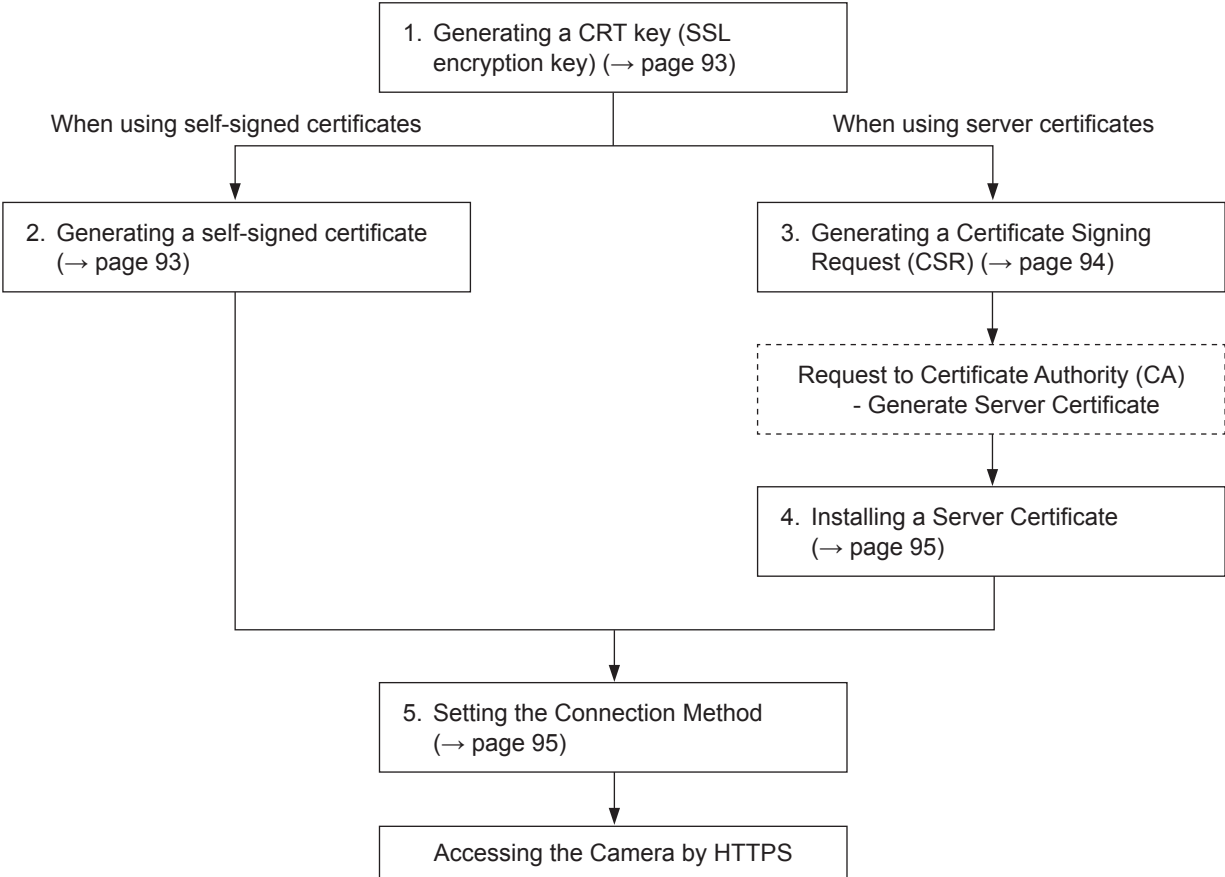 1. Generating a CRT key (SSL
encryption key) (→ page 93)
When using self-signed certificates
When using server certificates
2. Generating a self-signed certificate
(→ page 93)
3. Generating a Certificate Signing
Request (CSR) (→ page 94)
Request to Certificate Authority (CA)
- Generate Server Certificate
4. Installing a Server Certificate
(→ page 95)
5. Setting the Connection Method
(→ page 95)
Accessing the Camera by HTTPS